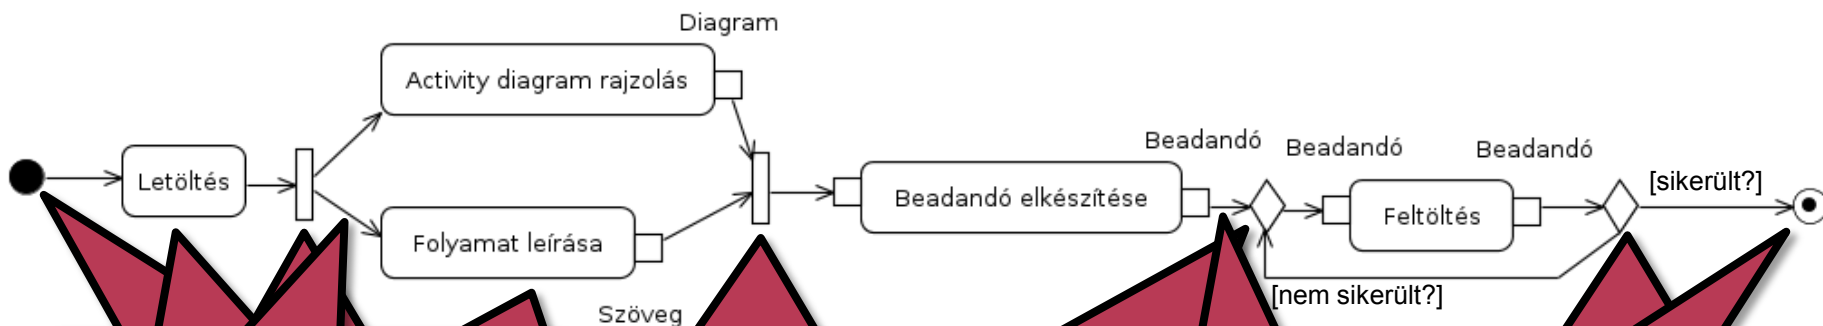 Diagram
Activity diagram rajzolás
Letöltés
Folyamat leírása
Szöveg
Beadandó elkészítése
Beadandó
Beadandó
Feltöltés
Beadandó
[sikerült?]
[nem sikerült?]